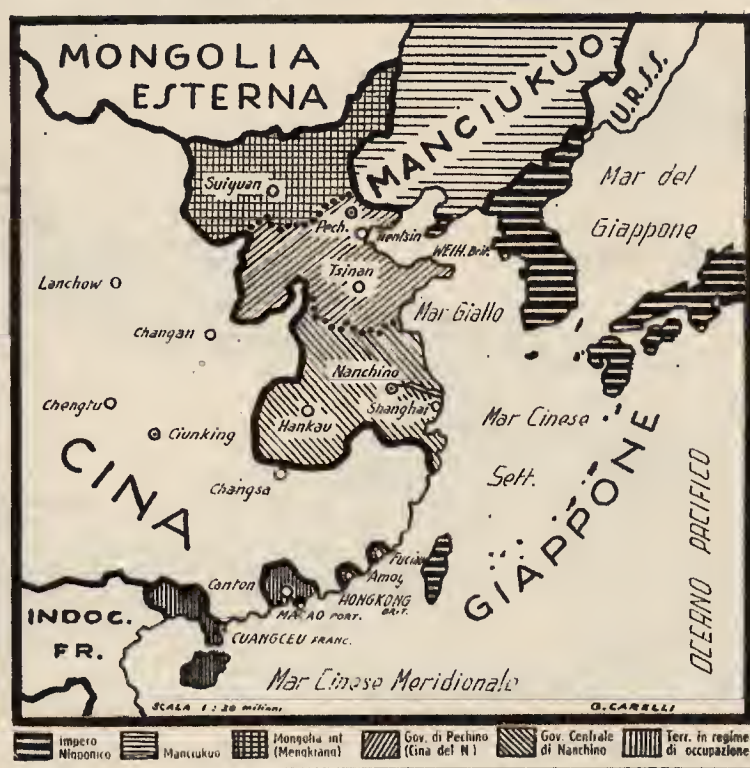 MONGOLIA
ESTERNA
MANCIUKUO
U.R.S.S.
Mar del
Giappone
Suiyuan
Pech.
Tientsin
WEIH. Brit.
Tsinan
Lanchow
Mar Giallo
Changan
Nanchino
Shanghai
Hankau
Chengtu
Ciunking
Mar Cinese
Sett.
CINA
Changsa
GIAPPONE
OCEANO PACIFICO
Canton
Amoy
HONGKONG
BRIT.
MACAO PORT.
INDOC.
FR.
CUANGCEU FRANC.
Mar Cinese Meridionale
SCALA 1:30 milioni
G. CARELLI
Impero
Nipponico
Manciukuo
Mongolia int.
(Mengkiang)
Gov. di Pechino
(Cina del N.)
Gov. Centrale
di Nanchino
Terr. in regime
di occupazione